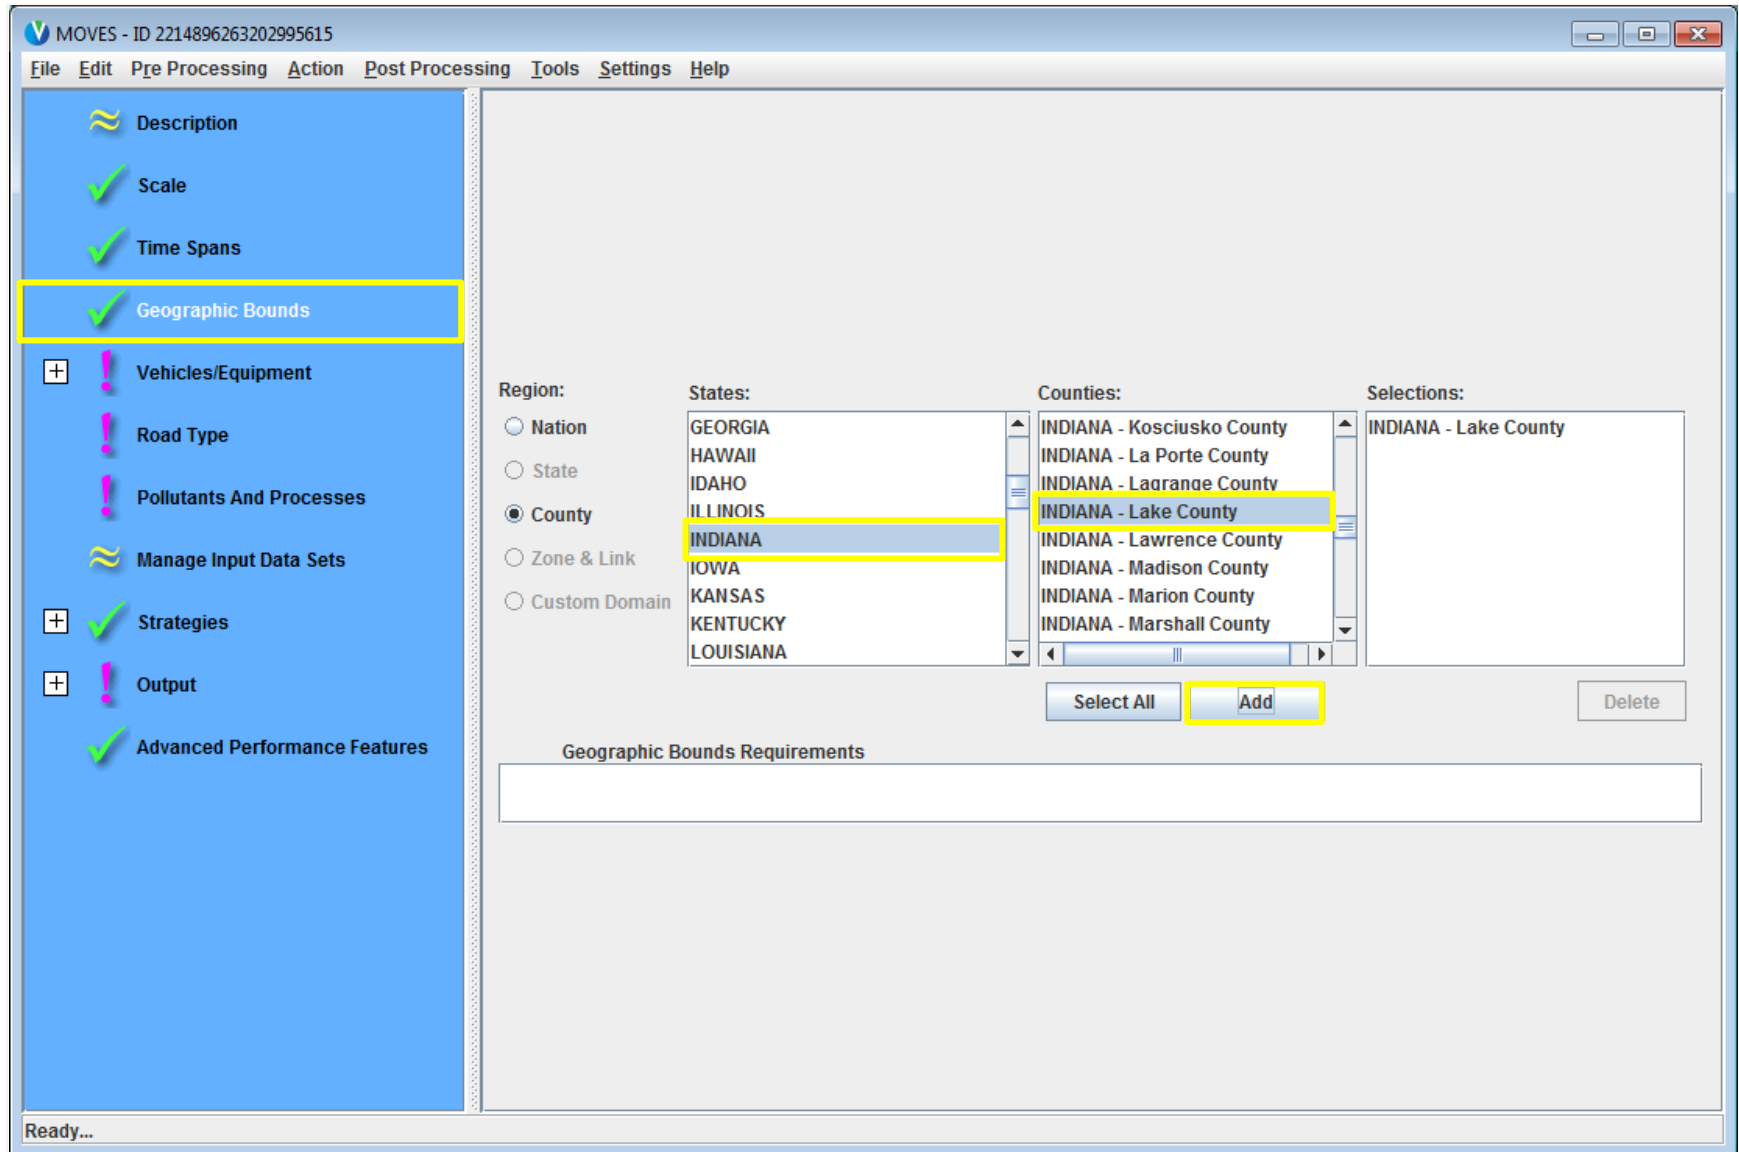 MOVES - ID 2214896263202995615
File Edit Pre Processing Action Post Processing Tools Settings Help
Description
Scale
Time Spans
Geographic Bounds
Vehicles/Equipment
Road Type
Pollutants And Processes
Manage Input Data Sets
Strategies
Output
Advanced Performance Features
Region:
Nation
State
County
Zone & Link
Custom Domain
States:
GEORGIA
HAWAII
IDAHO
ILLINOIS
INDIANA
IOWA
KANSAS
KENTUCKY
LOUISIANA
Counties:
INDIANA - Kosciusko County
INDIANA - La Porte County
INDIANA - Lagrange County
INDIANA - Lake County
INDIANA - Lawrence County
INDIANA - Madison County
INDIANA - Marion County
INDIANA - Marshall County
Selections:
INDIANA - Lake County
Select All
Add
Delete
Geographic Bounds Requirements
Ready...